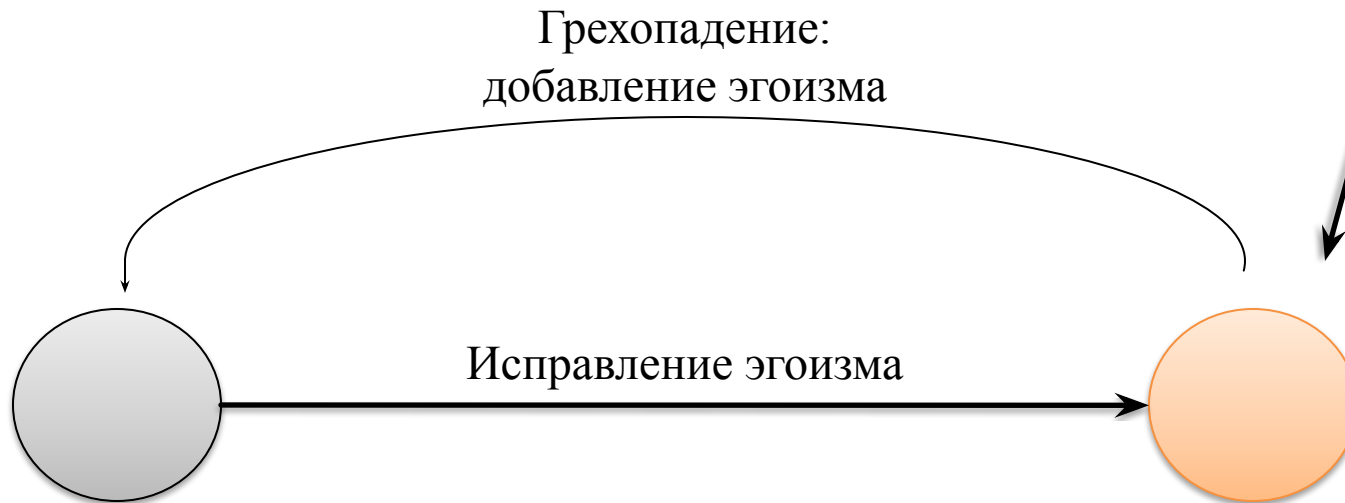 Грехопадение:
добавление эгоизма
Исправление эгоизма